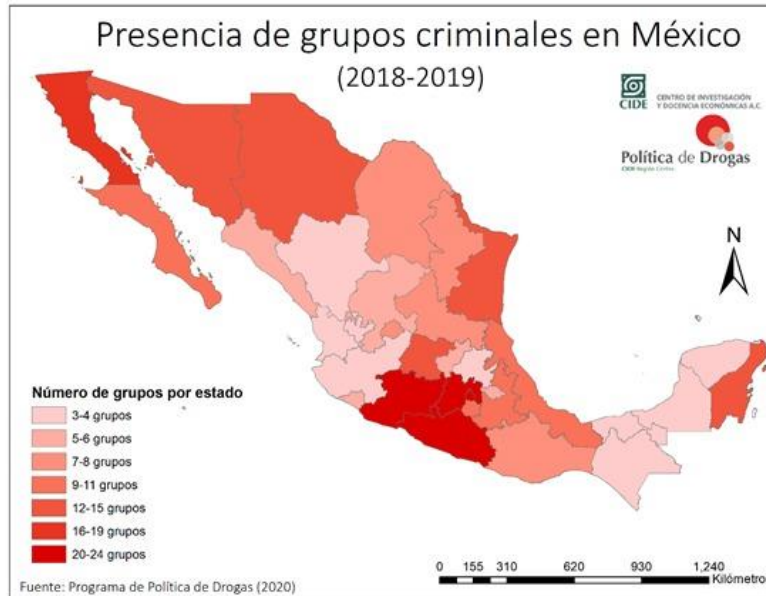 Presencia de grupos criminales en México
(2018-2019)
CIDE
CENTRO DE INVESTIGACIÓN
Y DOCENCIA ECONÓMICAS A.C.
Política de Drogas
CIDE Región Centro
N
Número de grupos por estado
3-4 grupos
5-6 grupos
7-8 grupos
9-11 grupos
12-15 grupos
16-19 grupos
20-24 grupos
0 155 310 620 930 1,240
Kilómetro
Fuente: Programa de Política de Drogas (2020)